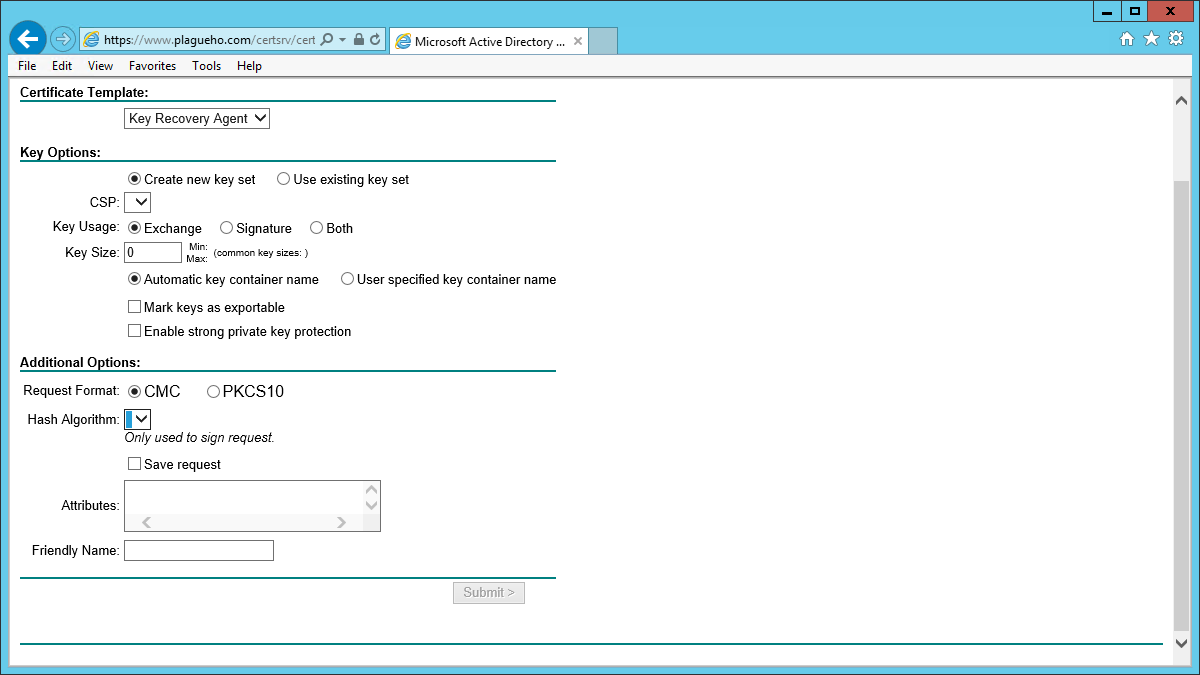 X
https://www.plagueho.com/certsrv/cert
Microsoft Active Directory ...
File Edit View Favorites Tools Help
Certificate Template:
Key Recovery Agent
Key Options:
Create new key set Use existing key set
CSP:
Key Usage: Exchange Signature Both
Key Size: 0 Min: (common key sizes: )
Max:
Automatic key container name User specified key container name
Mark keys as exportable
Enable strong private key protection
Additional Options:
Request Format: CMC PKCS10
Hash Algorithm:
Only used to sign request.
Save request
Attributes:
Friendly Name:
Submit >